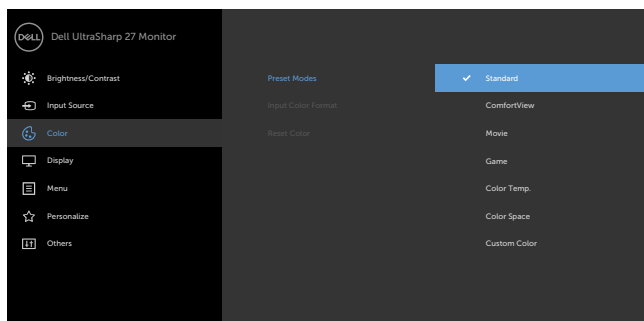 DELL Dell UltraSharp 27 Monitor
Brightness/Contrast Preset Modes Standard
Input Source Input Color Format ComfortView
Color Reset Color Movie
Display Game
Menu Color Temp.
Personalize Color Space
Others Custom Color